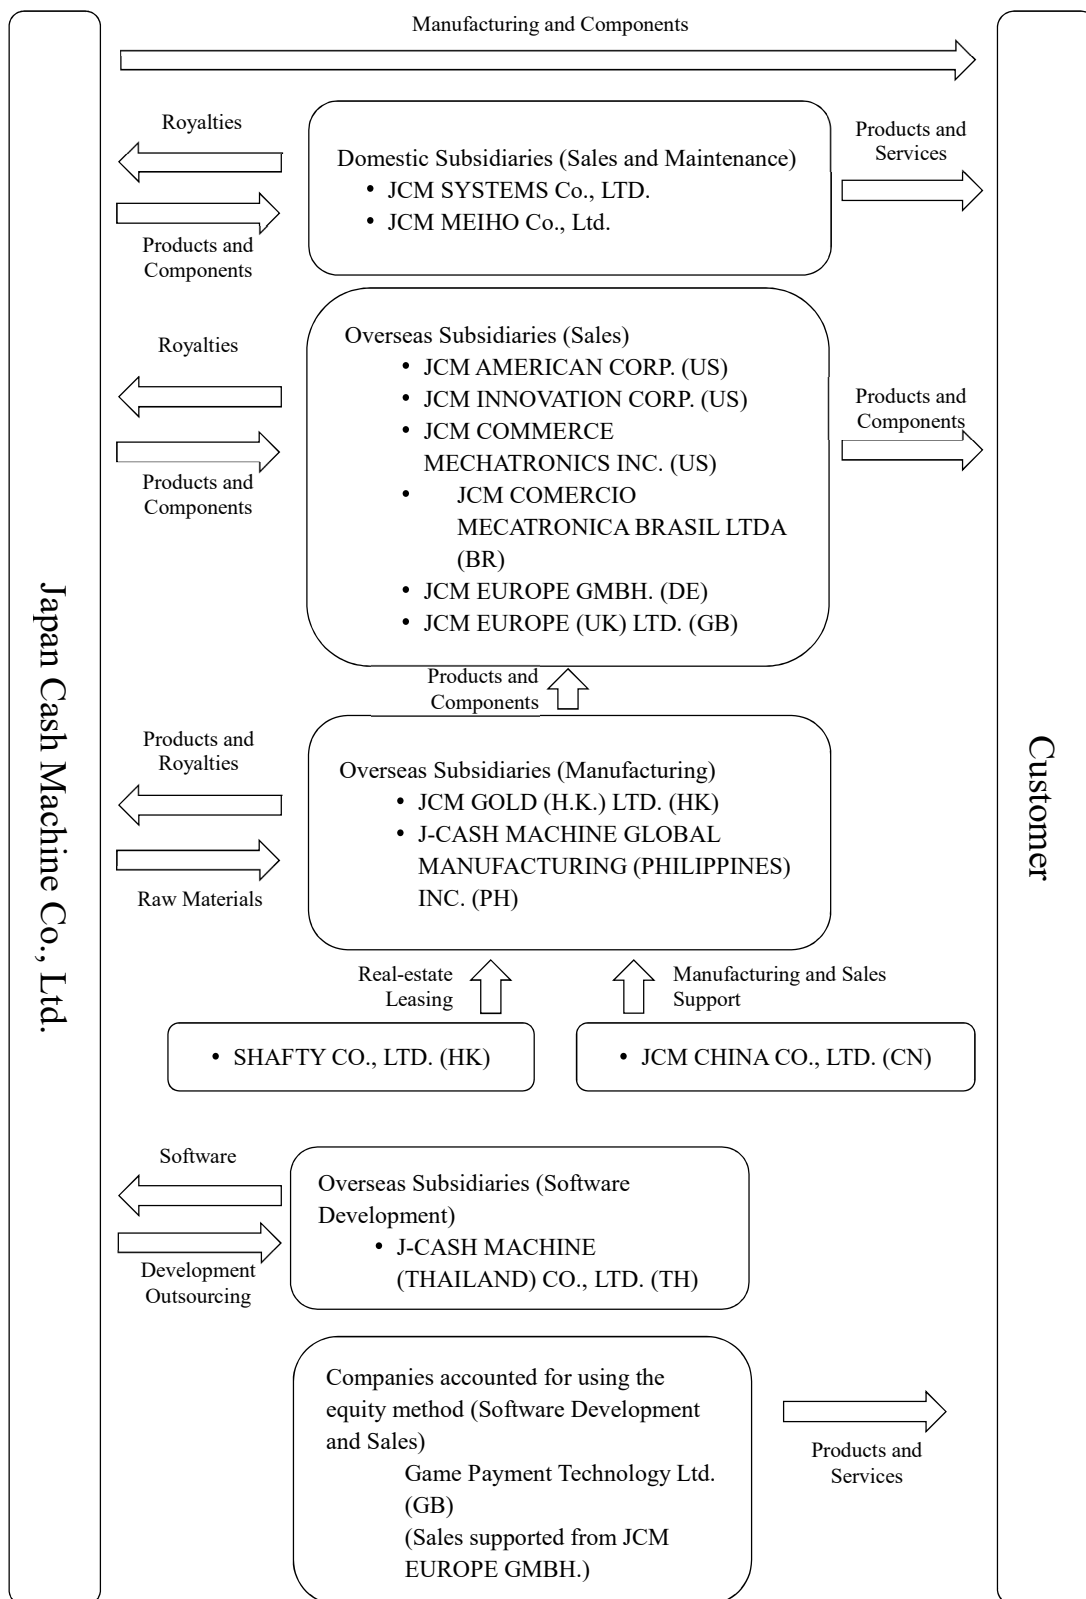 Manufacturing and Components
Royalties
Products and
Components
Domestic Subsidiaries (Sales and Maintenance)
• JCM SYSTEMS Co., LTD.
• JCM MEIHO Co., Ltd.
Products and
Services
Royalties
Products and
Components
Overseas Subsidiaries (Sales)
• JCM AMERICAN CORP. (US)
• JCM INNOVATION CORP. (US)
• JCM COMMERCE
MECHATRONICS INC. (US)
• JCM COMERCIO
MECATRONICA BRASIL LTDA
(BR)
• JCM EUROPE GMBH. (DE)
• JCM EUROPE (UK) LTD. (GB)
Products and
Components
Products and
Components
Japan Cash Machine Co., Ltd.
Customer
Products and
Royalties
Raw Materials
Overseas Subsidiaries (Manufacturing)
• JCM GOLD (H.K.) LTD. (HK)
• J-CASH MACHINE GLOBAL
MANUFACTURING (PHILIPPINES)
INC. (PH)
Real-estate
Leasing
Manufacturing and Sales
Support
• SHAFTY CO., LTD. (HK)
• JCM CHINA CO., LTD. (CN)
Software
Development
Outsourcing
Overseas Subsidiaries (Software
Development)
• J-CASH MACHINE
(THAILAND) CO., LTD. (TH)
Companies accounted for using the
equity method (Software Development
and Sales)
Game Payment Technology Ltd.
(GB)
(Sales supported from JCM
EUROPE GMBH.)
Products and
Services